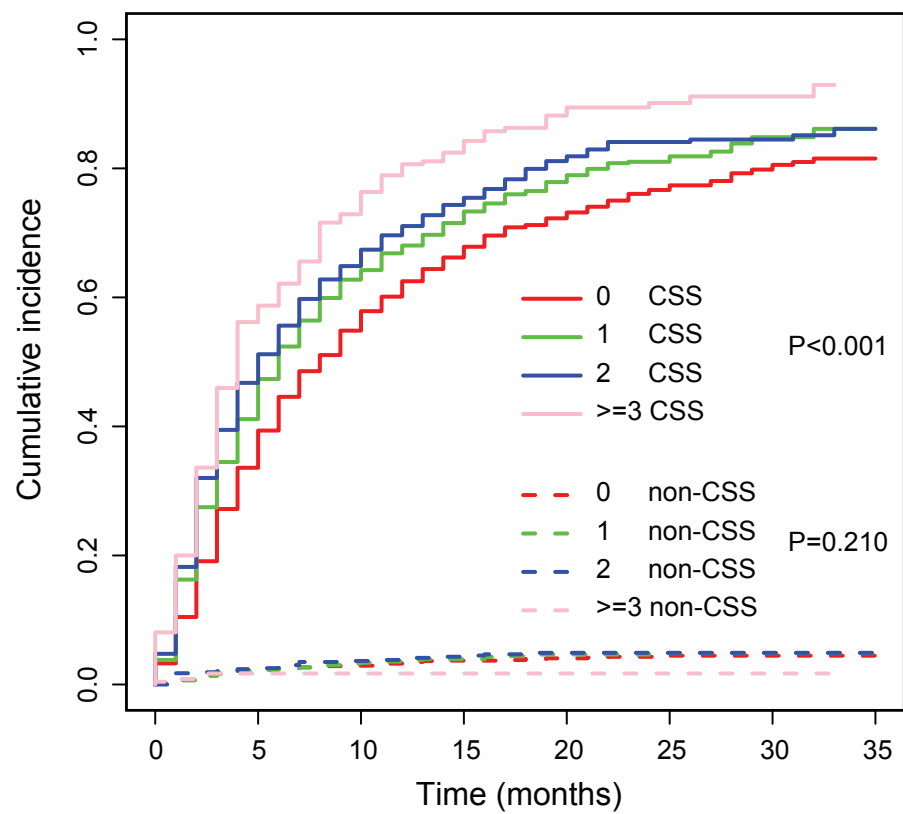 Cumulative incidence
1.0
0.8
0.6
0.4
0.2
0.0
0 CSS
1 CSS
2 CSS
>=3 CSS
P<0.001
0 non-CSS
1 non-CSS
2 non-CSS
>=3 non-CSS
P=0.210
0 5 10 15 20 25 30 35
Time (months)